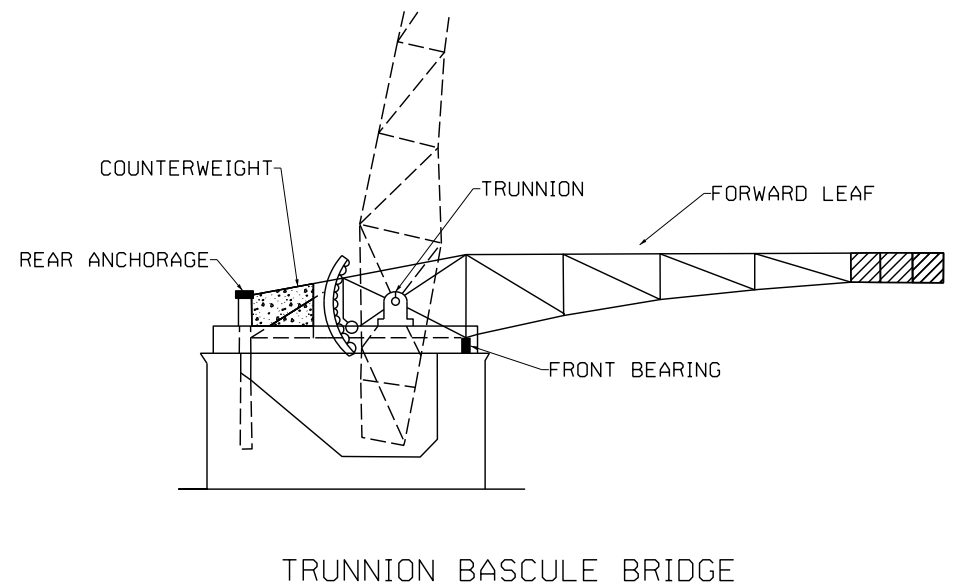 COUNTERWEIGHT
TRUNNION
FORWARD LEAF
REAR ANCHORAGE
FRONT BEARING
TRUNNION BASCULE BRIDGE